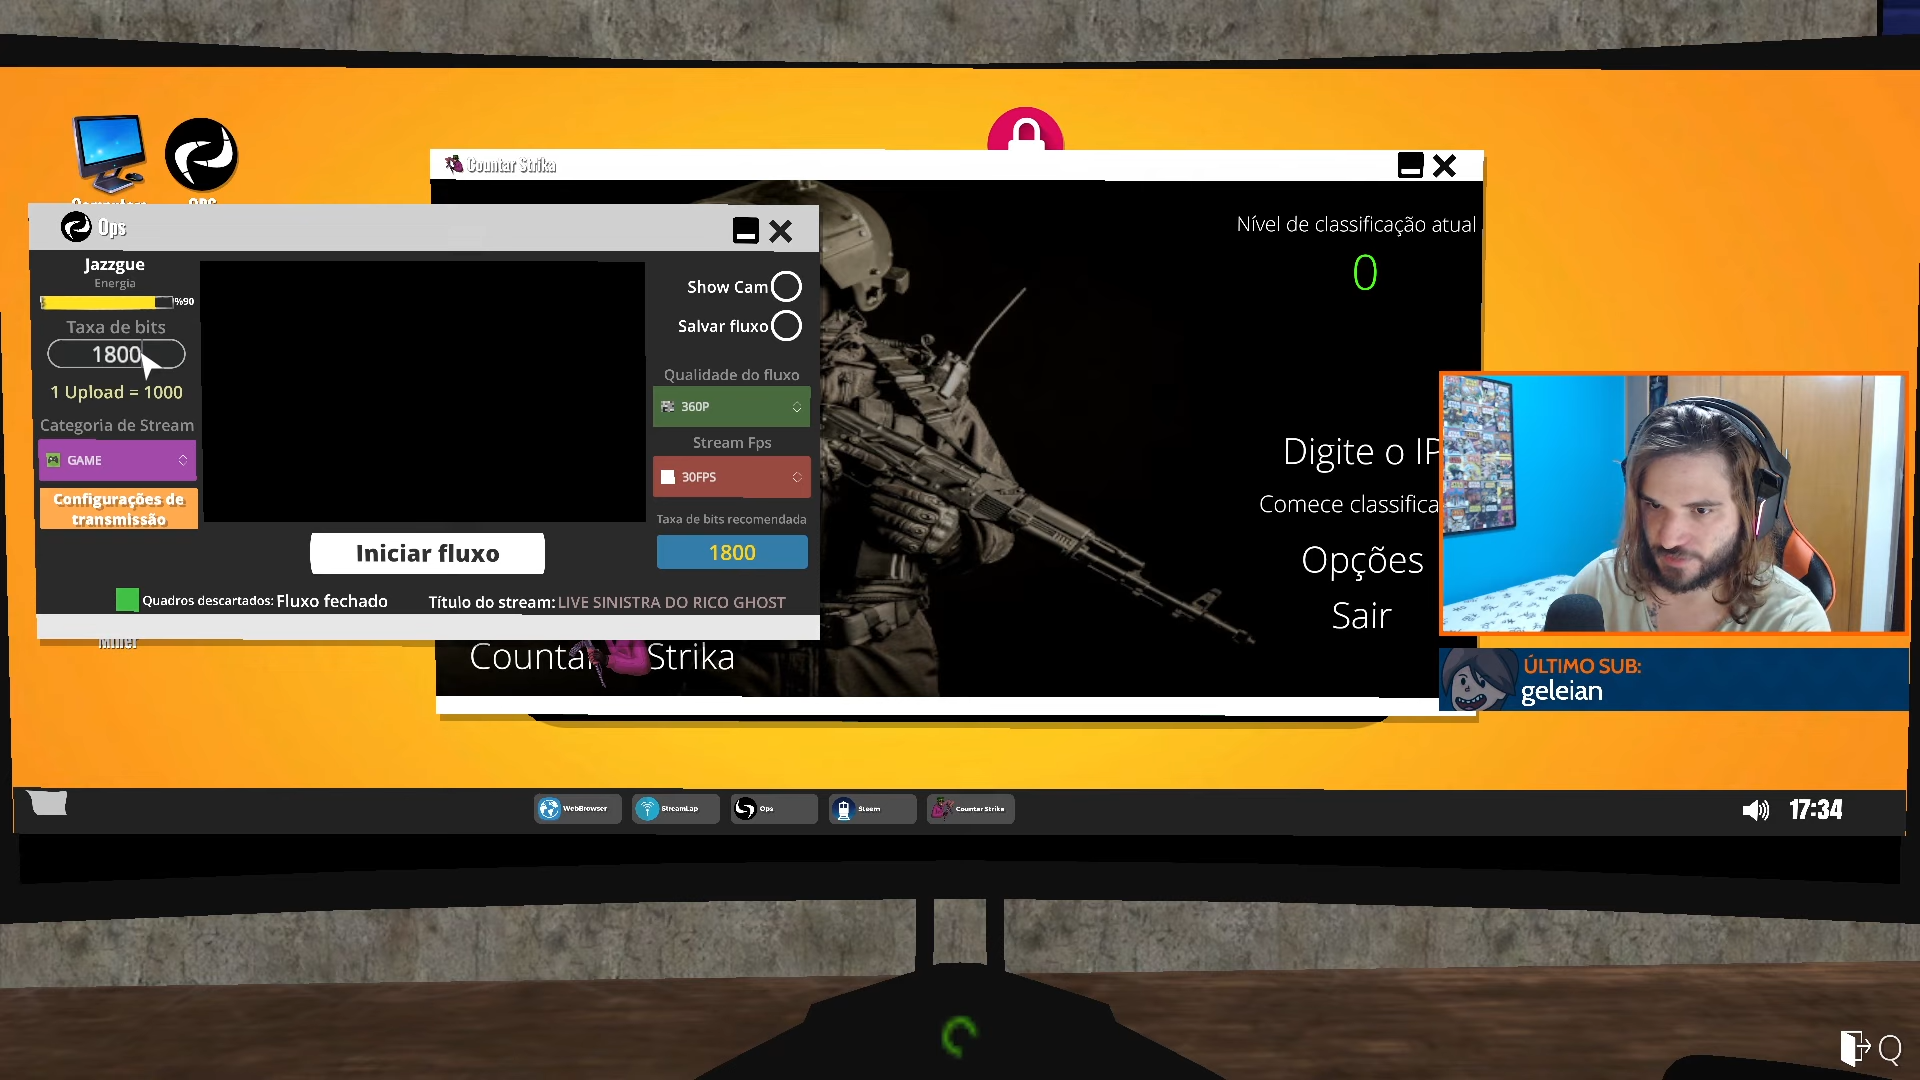 Countar Strika
Ops
Jazzgue
Energia
%90
Taxa de bits
1800
1 Upload = 1000
Categoria de Stream
GAME
Configurações de
transmissão
Show Cam
Salvar fluxo
Qualidade do fluxo
360P
Stream Fps
30FPS
Taxa de bits recomendada
1800
Iniciar fluxo
Quadros descartados: Fluxo fechado
Título do stream: LIVE SINISTRA DO RICO GHOST
Nível de classificação atual
0
Digite o IP
Comece classifica
Opções
Sair
Strika
ÚLTIMO SUB:
geleian
WebBrowser
StreamLap
Ops
Steem
Countar Strike
17:34
Q